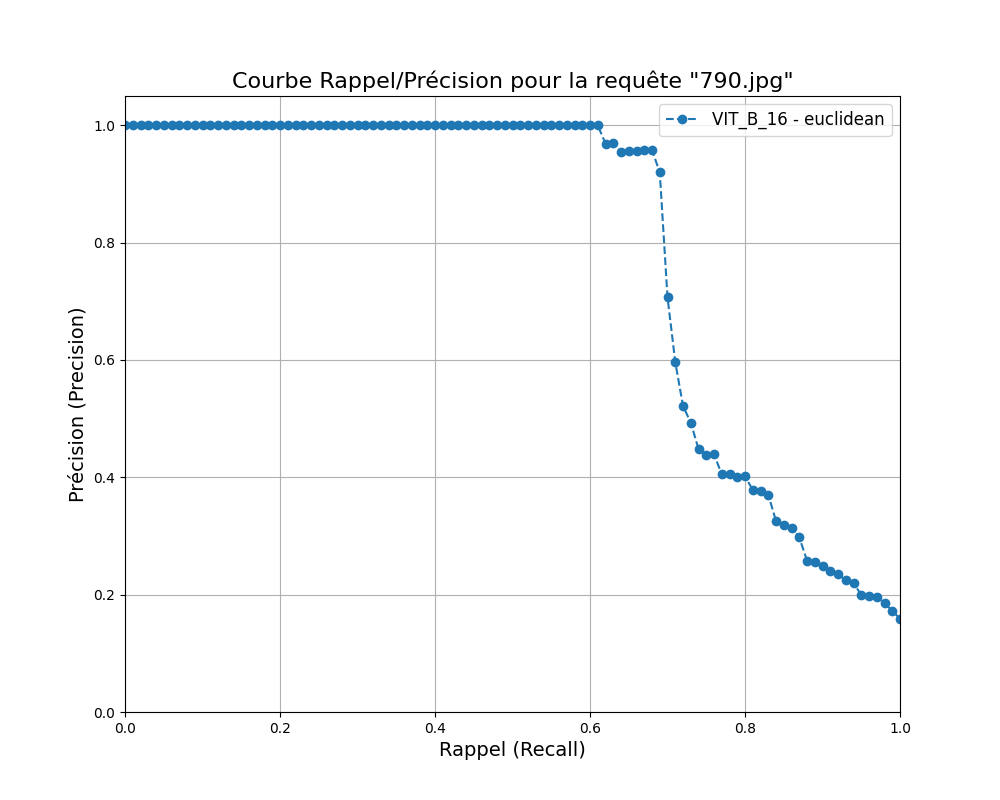 Courbe Rappel/Précision pour la requête "790.jpg"
VIT_B_16 - euclidean
1.0
0.8
0.6
0.4
0.2
0.0
Précision (Precision)
0.0 0.2 0.4 0.6 0.8 1.0
Rappel (Recall)